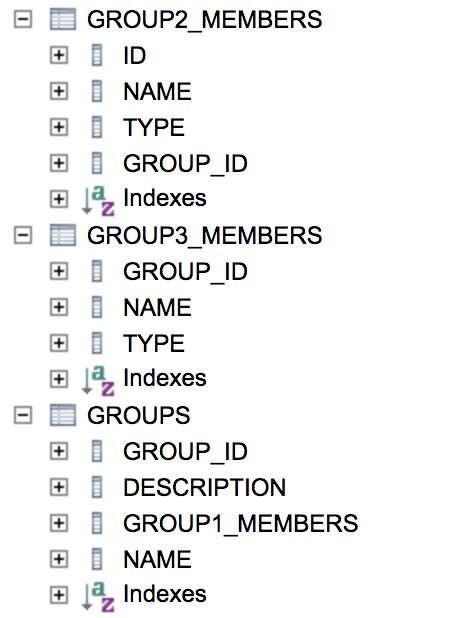 GROUP2_MEMBERS
ID
NAME
TYPE
GROUP_ID
Indexes
GROUP3_MEMBERS
GROUP_ID
NAME
TYPE
Indexes
GROUPS
GROUP_ID
DESCRIPTION
GROUP1_MEMBERS
NAME
Indexes